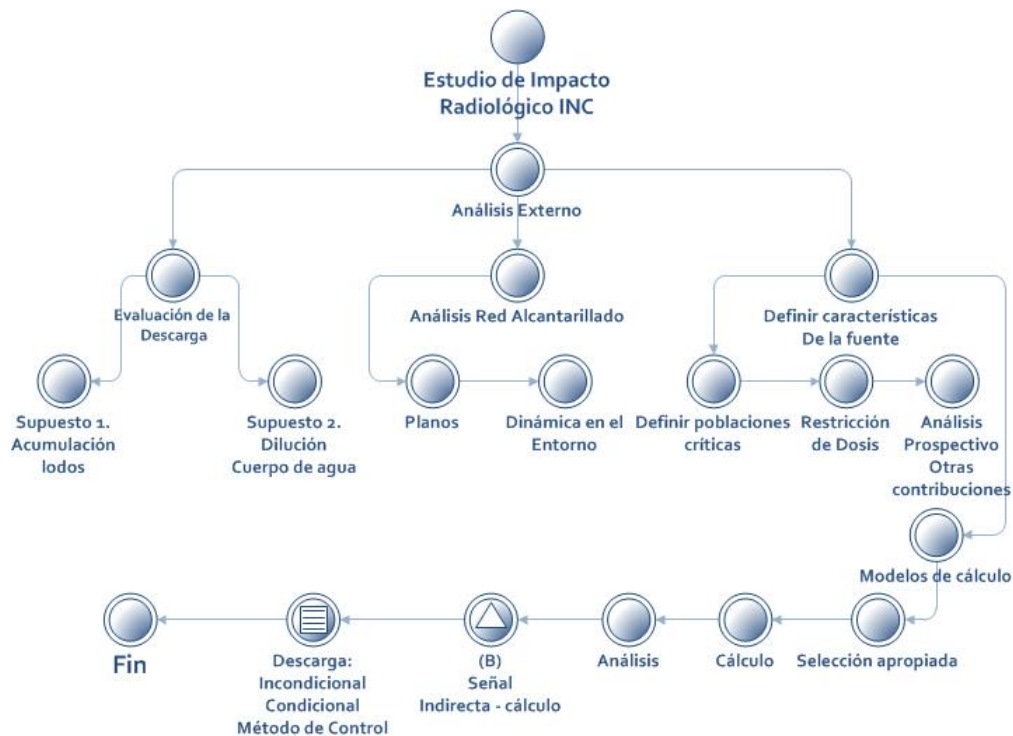 Estudio de Impacto
Radiológico INC
Análisis Externo
Evaluación de la
Descarga
Análisis Red Alcantarillado
Definir características
De la fuente
Supuesto 1.
Acumulación
lodos
Supuesto 2.
Dilución
Cuerpo de agua
Planos
Dinámica en el
Entorno
Definir poblaciones
críticas
Restricción
de Dosis
Análisis
Prospectivo
Otras
contribuciones
Modelos de cálculo
Fin
Descarga:
Incondicional
Condicional
Método de Control
(B)
Señal
Indirecta - cálculo
Análisis
Cálculo
Selección apropiada